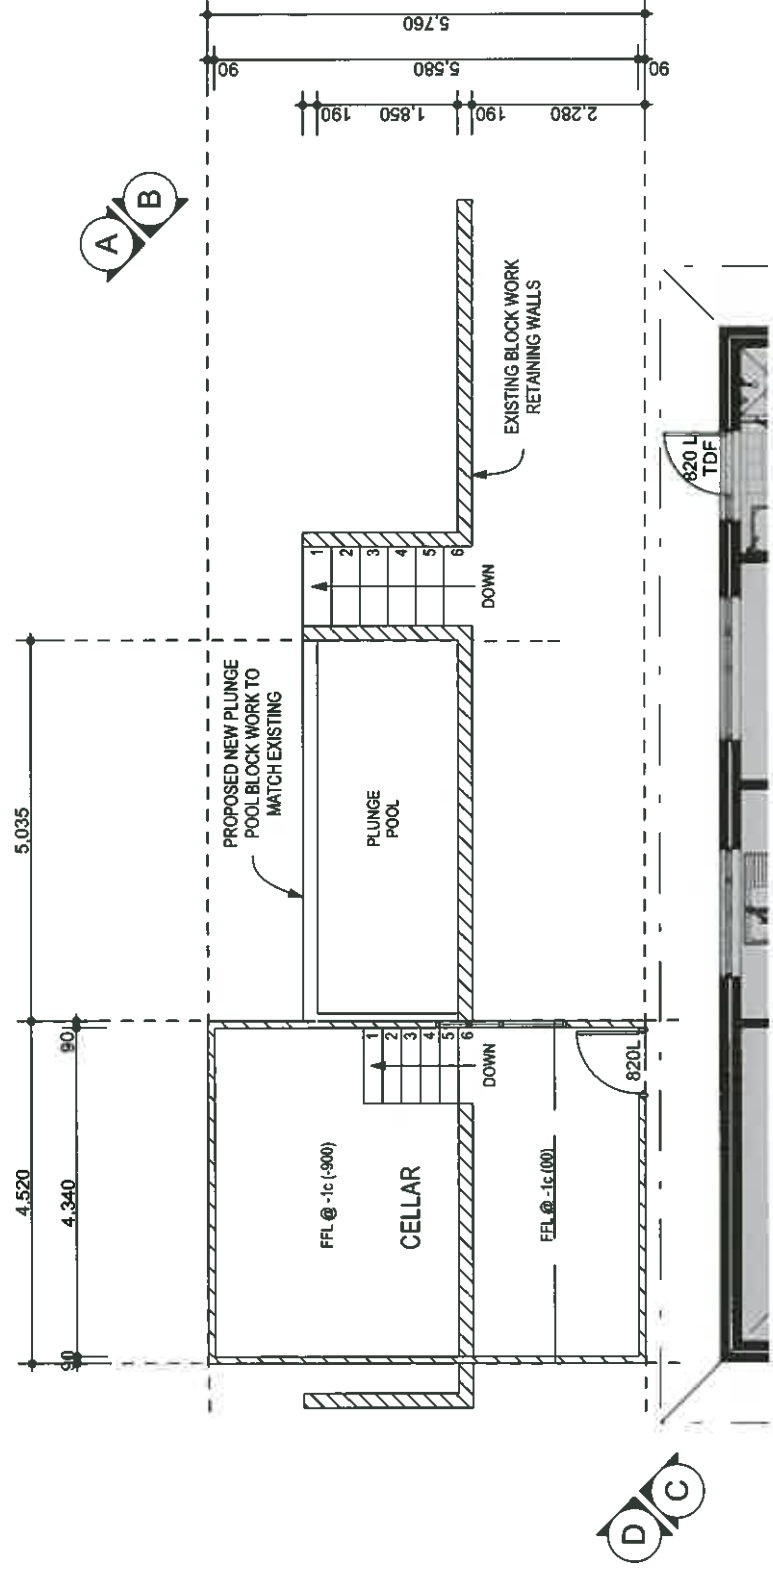 5,760
90
5,580
90
190
1,850
190
2,280
A
B
EXISTING BLOCK WORK
RETAINING WALLS
820 L
TDF
1
2
3
4
5
6
DOWN
PROPOSED NEW PLUNGE
POOL BLOCK WORK TO
MATCH EXISTING
5,035
PLUNGE
POOL
4,520
90
4,340
90
1
2
3
4
5
6
DOWN
820L
FFL @ -1c (-900)
CELLAR
FFL @ -1c (00)
D
C